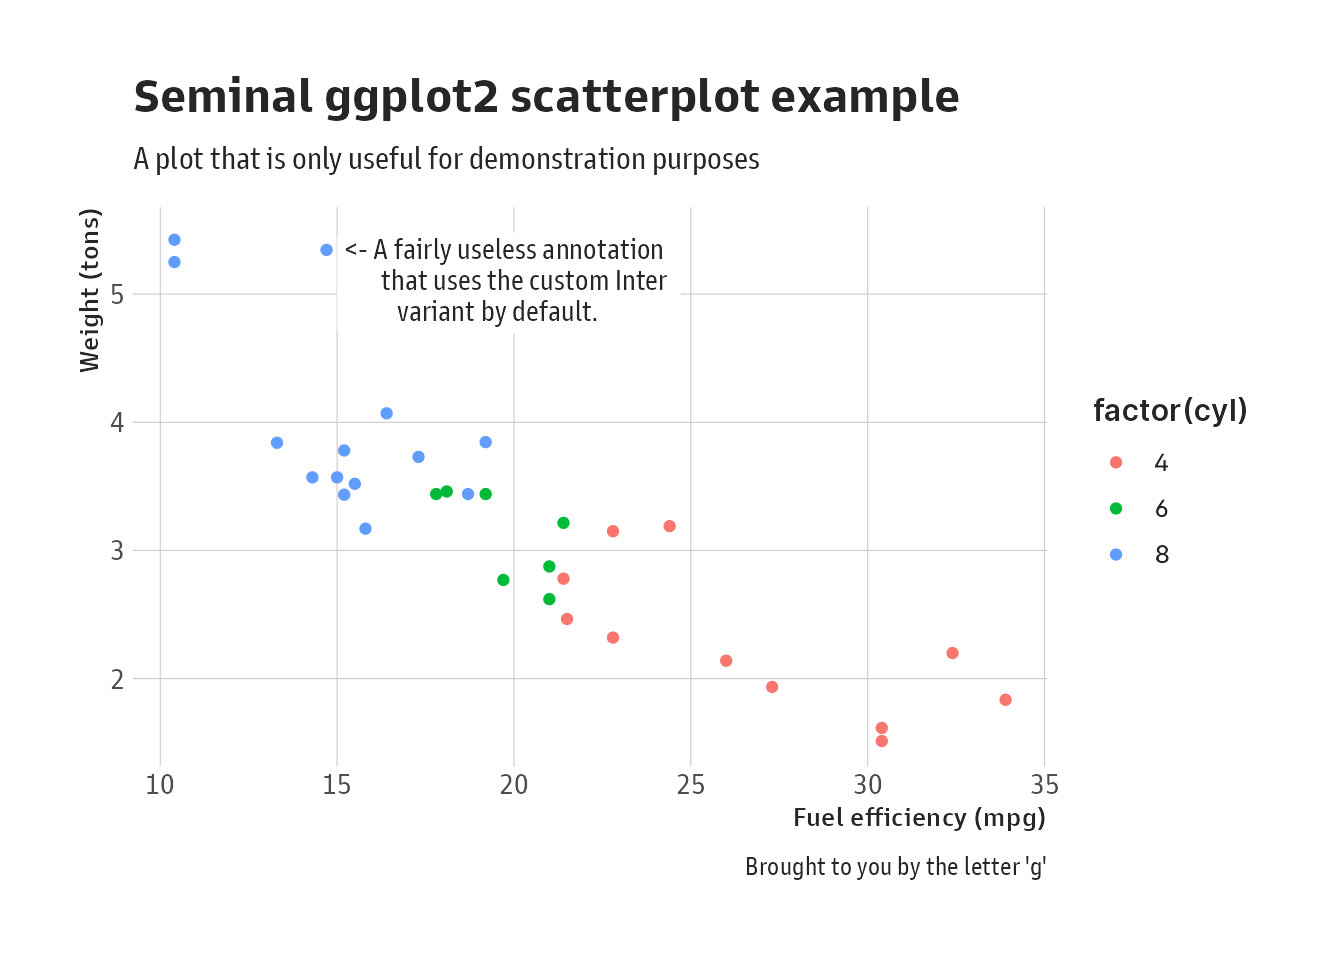 Seminal ggplot2 scatterplot example
A plot that is only useful for demonstration purposes
Weight (tons)
<- A fairly useless annotation
that uses the custom Inter
variant by default.
5
4
3
2
10 15 20 25 30 35
Fuel efficiency (mpg)
Brought to you by the letter 'g'
factor(cyl)
4
6
8